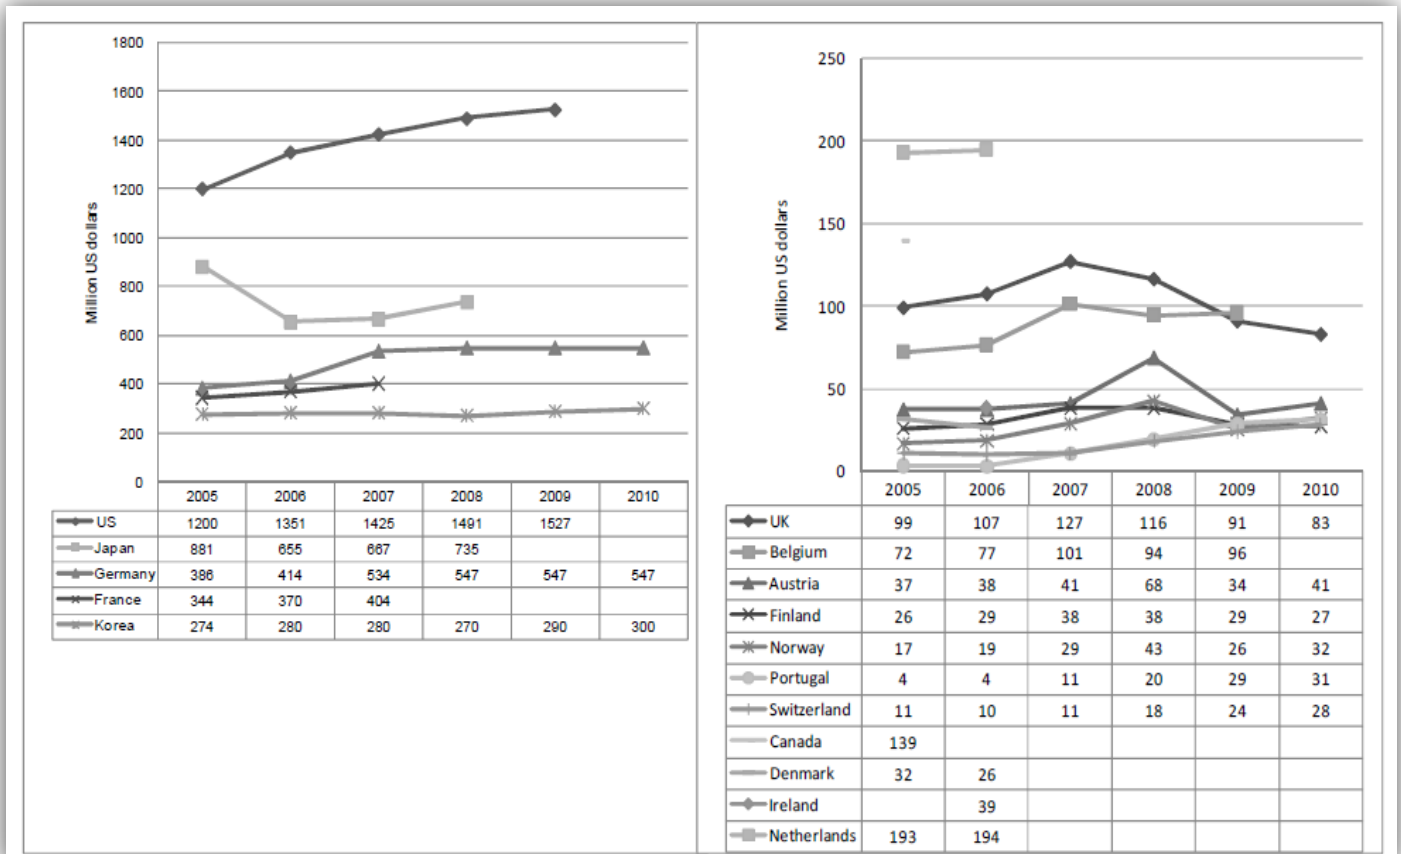 1800
1600
1400
1200
1000
800
600
400
200
0
Million US dollars
2005 2006 2007 2008 2009 2010
US 1200 1351 1425 1491 1527
Japan 881 655 667 735
Germany 386 414 534 547 547 547
France 344 370 404
Korea 274 280 280 270 290 300
250
200
150
100
50
0
Million US dollars
2005 2006 2007 2008 2009 2010
UK 99 107 127 116 91 83
Belgium 72 77 101 94 96
Austria 37 38 41 68 34 41
Finland 26 29 38 38 29 27
Norway 17 19 29 43 26 32
Portugal 4 4 11 20 29 31
Switzerland 11 10 11 18 24 28
Canada 139
Denmark 32 26
Ireland 39
Netherlands 193 194